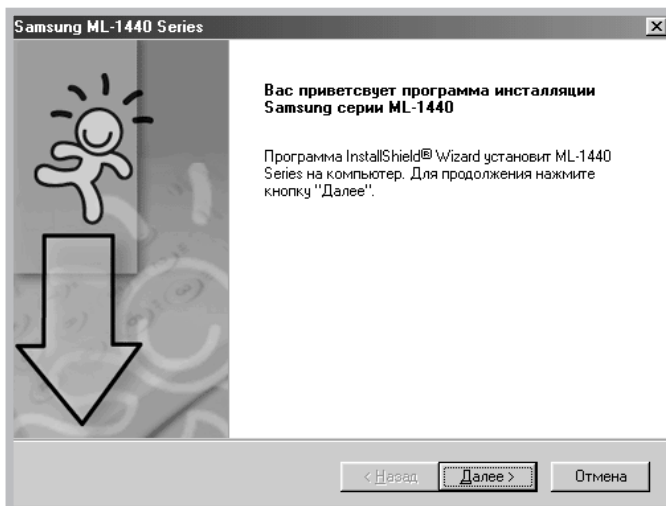 Samsung ML-1440 Series
Вас приветсвует программа инсталляции
Samsung серии ML-1440
Программа InstallShield® Wizard установит ML-1440
Series на компьютер. Для продолжения нажмите
кнопку "Далее".
< Назад
Далее >
Отмена